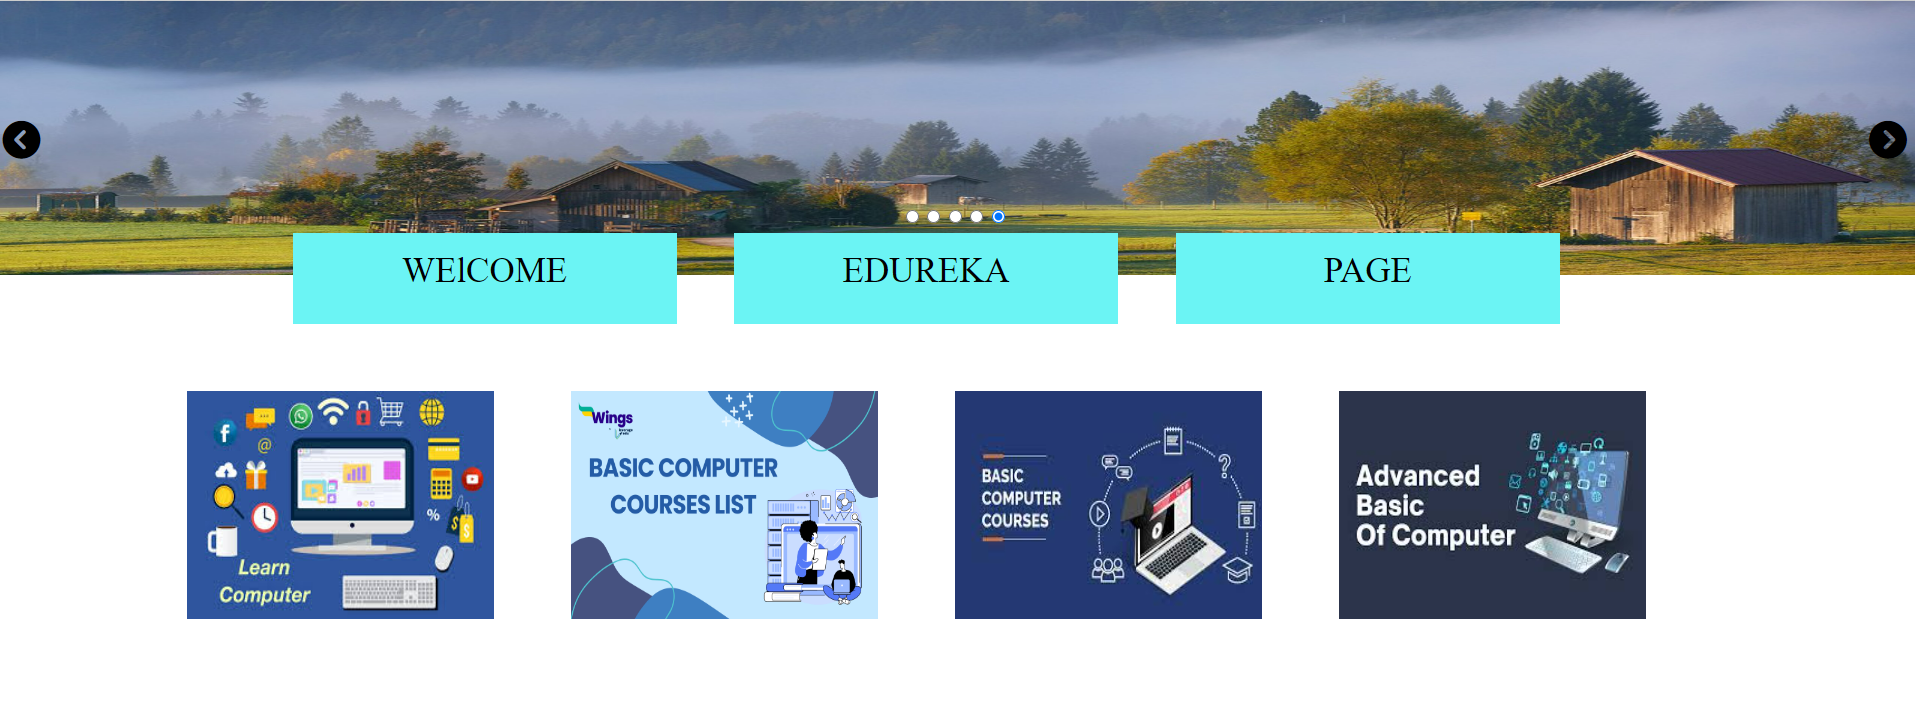 WElCOME
EDUREKA
PAGE
@
%
$
$
Learn
Computer
Wings
BASIC COMPUTER
COURSES LIST
BASIC
COMPUTER
COURSES
Advanced
Basic
Of Computer